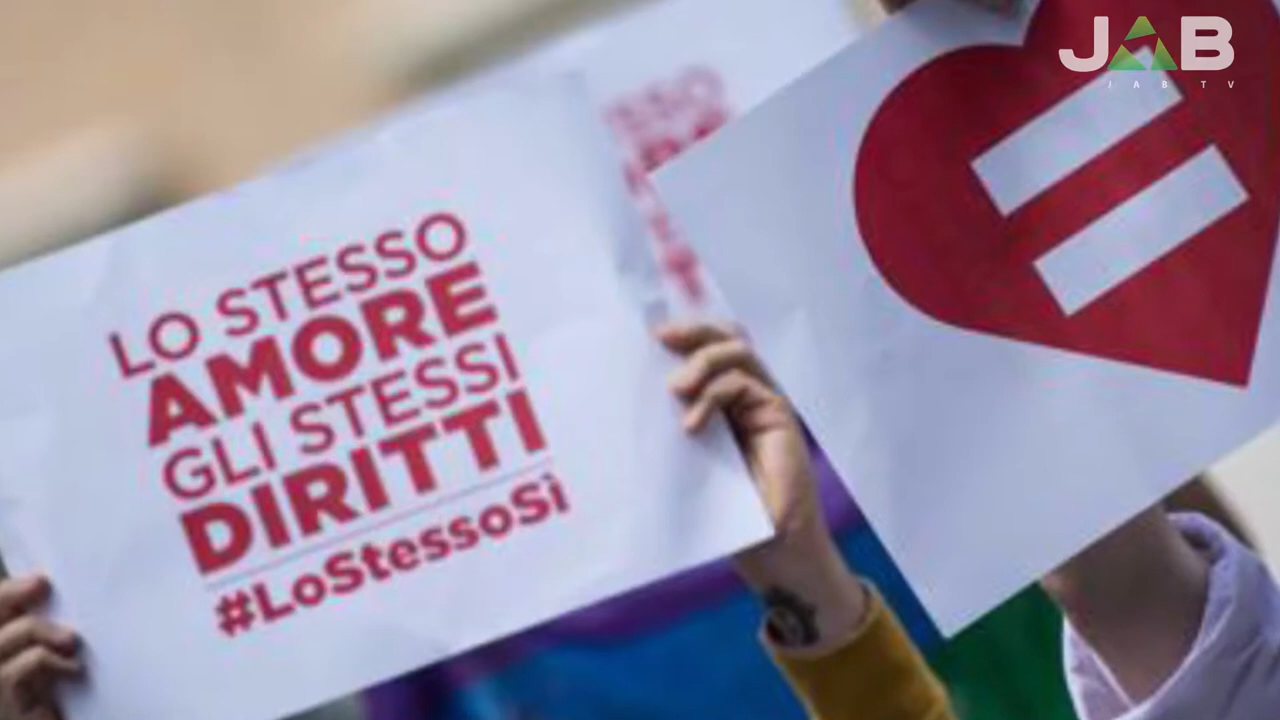 LO STESSO
AMORE
GLI STESSI
DIRITTI
#LoStessoSì
JAB
JAB TV